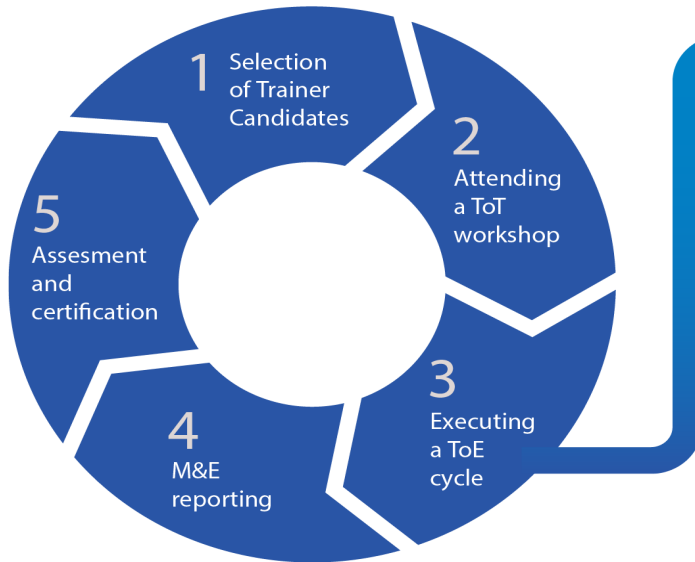 1
Selection
of Trainer
Candidates
2
Attending
a ToT
workshop
3
Executing
a ToE
cycle
4
M&E
reporting
5
Assesment
and
certification